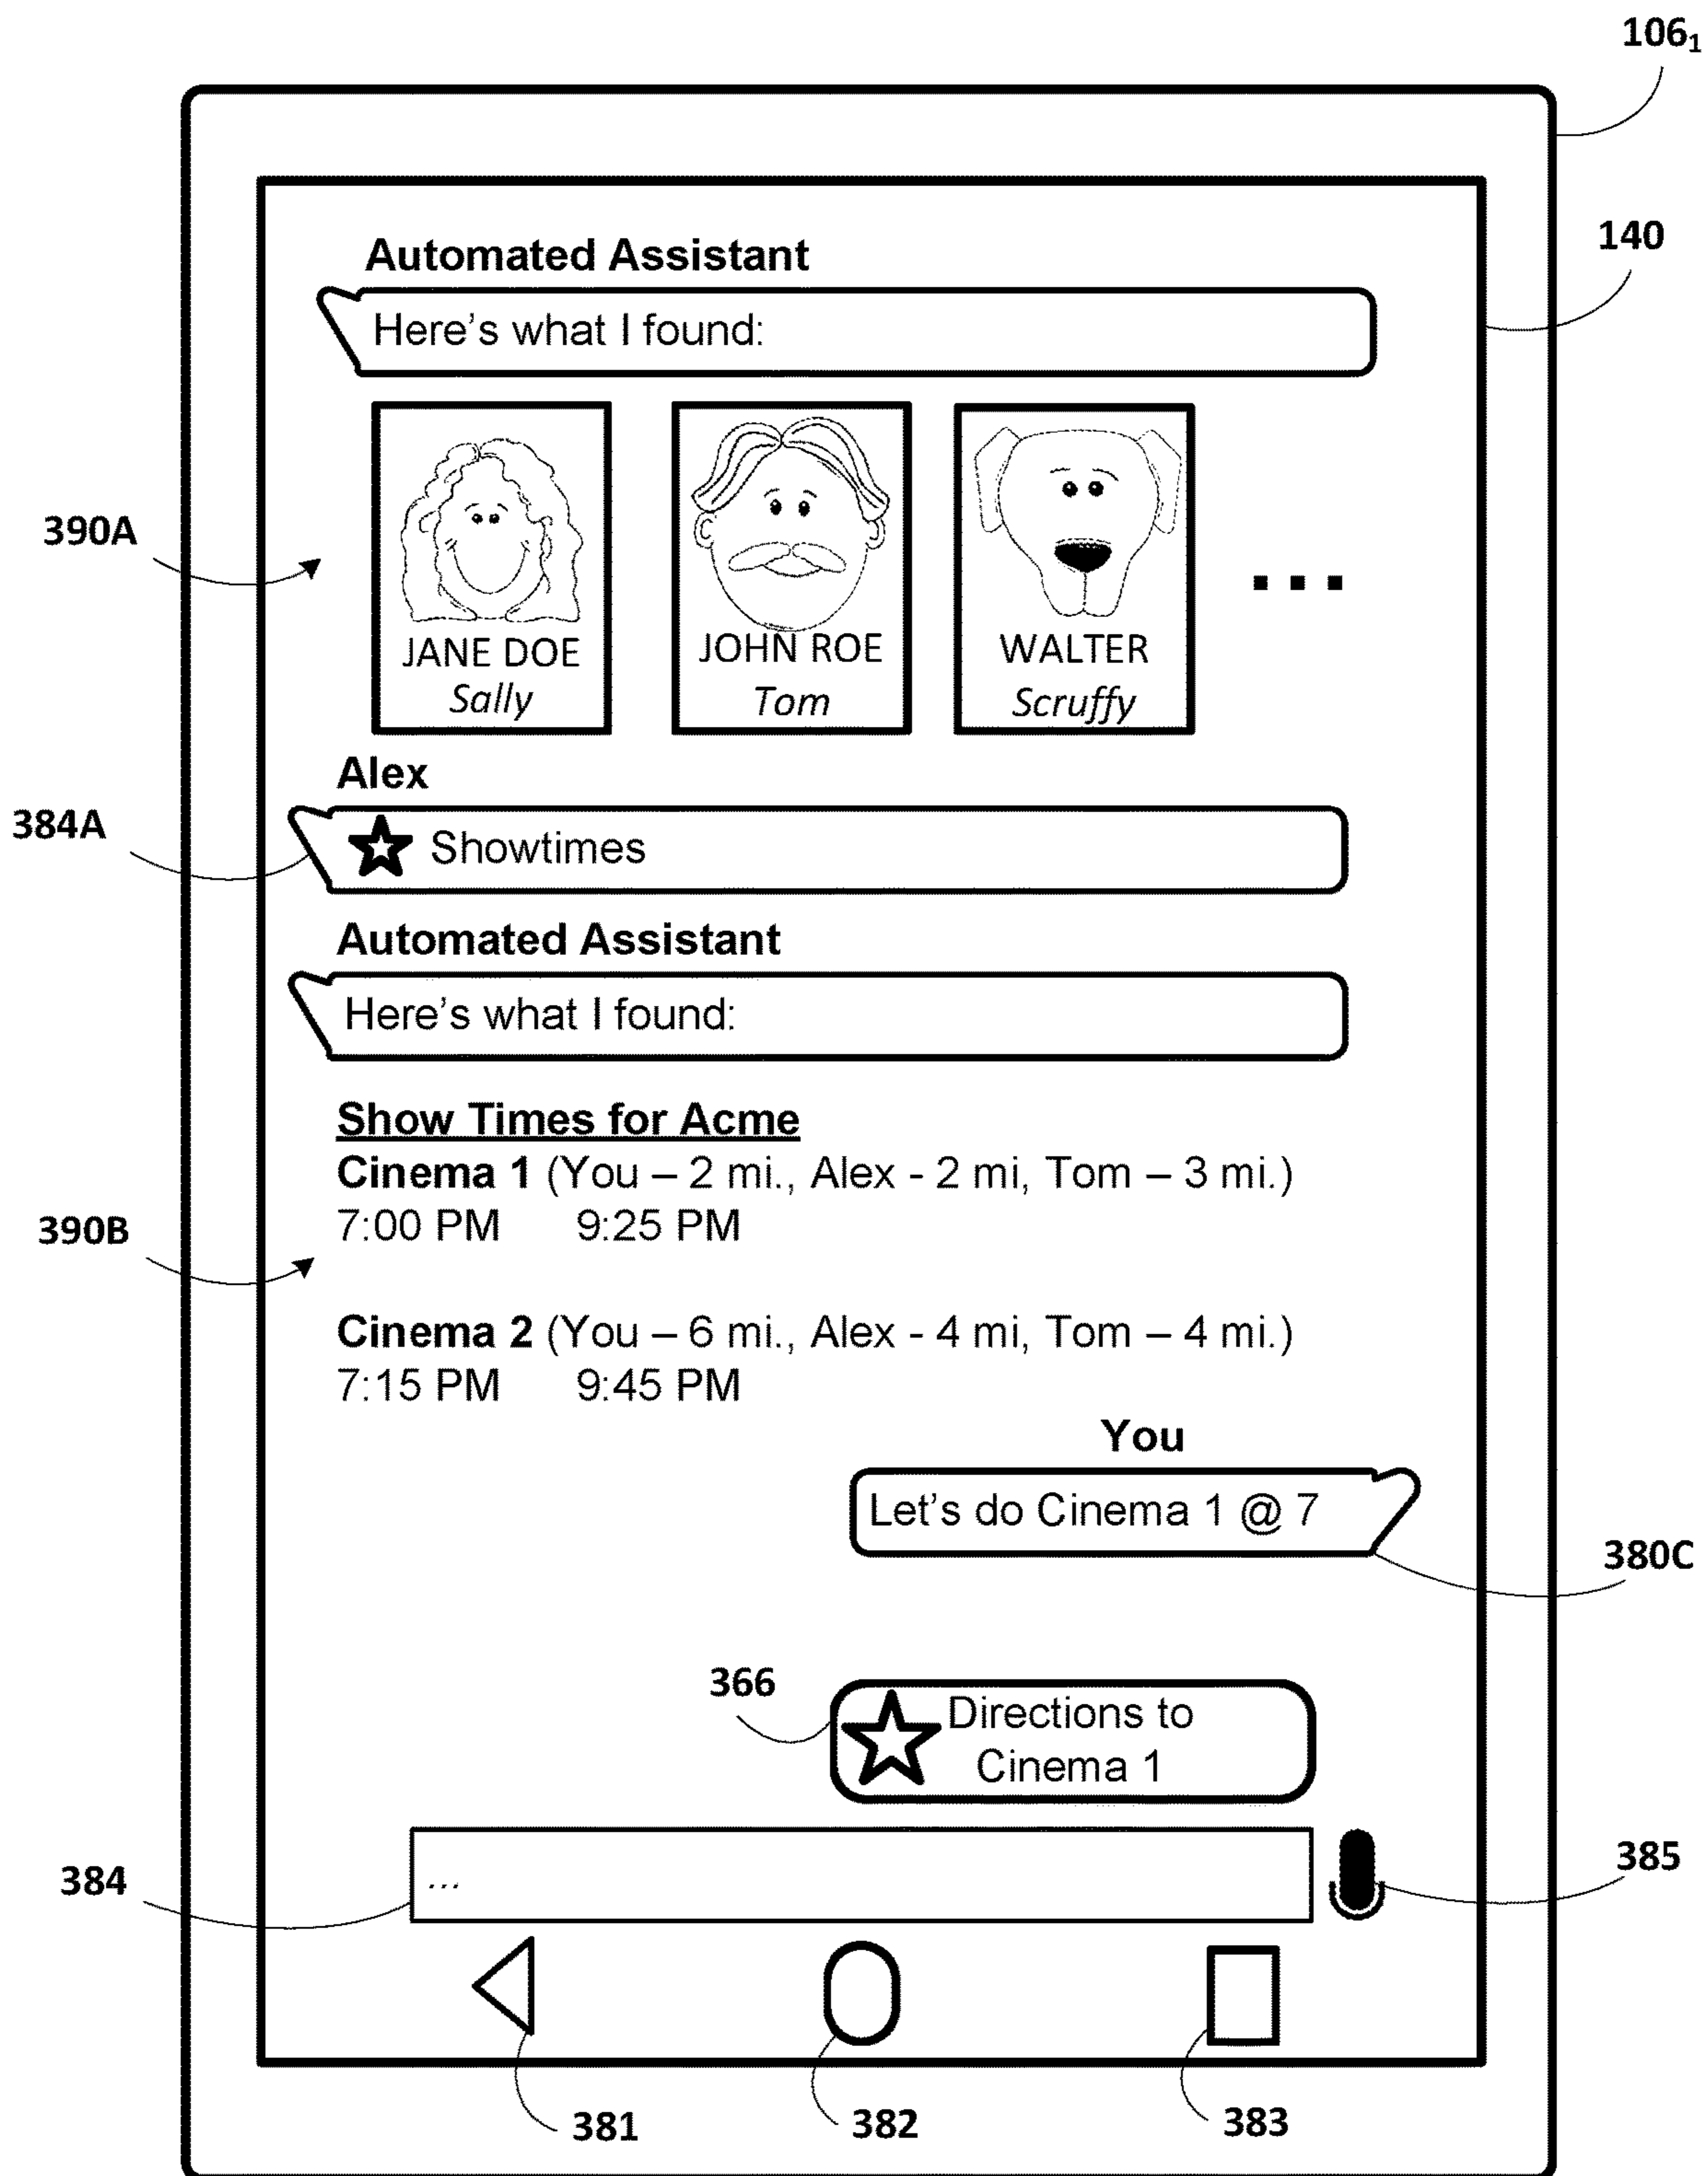 106₁
140
Automated Assistant
Here's what I found:
390A
JANE DOE
Sally
JOHN ROE
Tom
WALTER
Scruffy
...
Alex
384A
Showtimes
Automated Assistant
Here's what I found:
Show Times for Acme
Cinema 1 (You – 2 mi., Alex - 2 mi, Tom – 3 mi.)
7:00 PM 9:25 PM
390B
Cinema 2 (You – 6 mi., Alex - 4 mi, Tom – 4 mi.)
7:15 PM 9:45 PM
You
Let's do Cinema 1 @ 7
380C
366
Directions to
Cinema 1
384
...
385
381
382
383